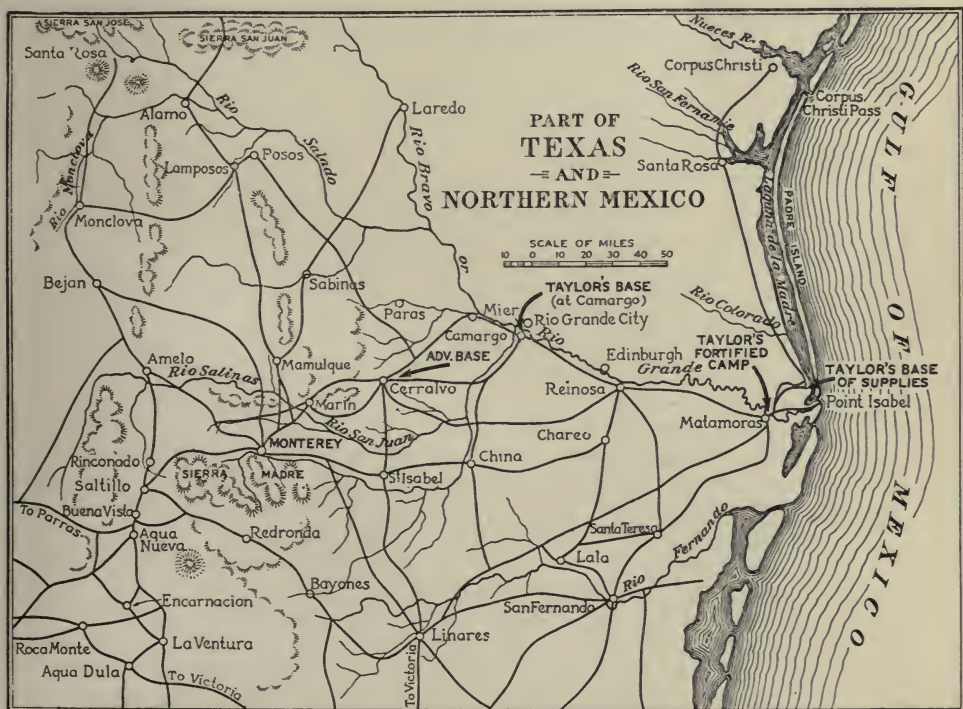 SIERRA SAN JOSE
SIERRA SAN JUAN
Santa Rosa
Alamo
Rio
Salado
Laredo
Rio Bravo
or
Rio
Grande
Nueces R.
Corpus Christi
Corpus
Christi Pass
Rio San Fernande
Santa Rosa
PART OF
TEXAS
AND
NORTHERN MEXICO
SCALE OF MILES
10 0 10 20 30 40 50
Laguna de la Madre
PADRE ISLAND
GULF OF MEXICO
Rio Monclova
Lamposos
Posos
Monclova
Bejan
Sabinas
Paras
Mier
TAYLOR'S BASE
(at Camargo)
Rio Grande City
Camargo
Rio Colorado
TAYLOR'S
FORTIFIED
CAMP
TAYLOR'S BASE
OF SUPPLIES
Point Isabel
Edinburgh
Amelo
Rio Salinas
Mamulque
ADV. BASE
Cerralvo
Reinosa
Matamoras
Marin
Rio San Juan
MONTEREY
Chareo
Rinconado
SIERRA MADRE
St. Isabel
China
Saltillo
Buena Vista
To Parras
Aqua
Nueva
Redronda
Santa Teresa
Lala
Rio Fernando
Bayones
Encarnacion
San Fernando
Linares
Roca Monte
La Ventura
Aqua Dula
To Victoria
To Victoria